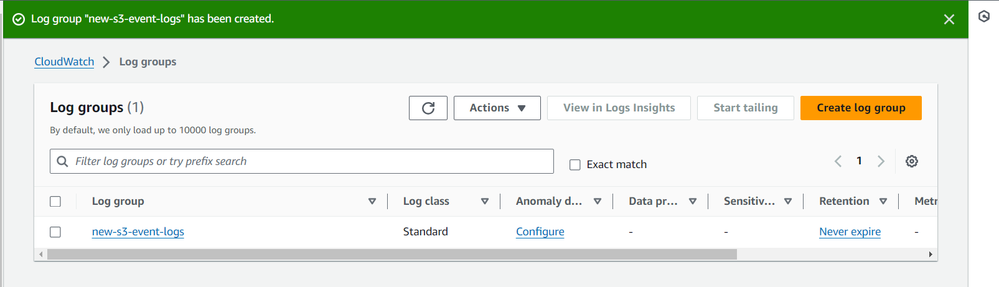 Log group "new-s3-event-logs" has been created.
CloudWatch > Log groups
Log groups (1)
Actions
View in Logs Insights
Start tailing
Create log group
By default, we only load up to 10000 log groups.
Filter log groups or try prefix search
Exact match
1
Log group Log class Anomaly d... Data pr... Sensitiv... Retention Metr
new-s3-event-logs Standard Configure - - Never expire -